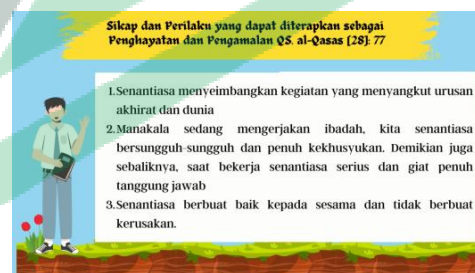 Sikap dan Perilaku yang dapat diterapkan sebagai
Penghayatan dan Pengamalan QS. al-Qasas [28]: 77
1.Senantiasa menyeimbangkan kegiatan yang menyangkut urusan
akhirat dan dunia
2.Manakala sedang mengerjakan ibadah, kita senantiasa
bersungguh-sungguh dan penuh kekhusyukan. Demikian juga
sebaliknya, saat bekerja senantiasa serius dan giat penuh
tanggung jawab
3.Senantiasa berbuat baik kepada sesama dan tidak berbuat
kerusakan.